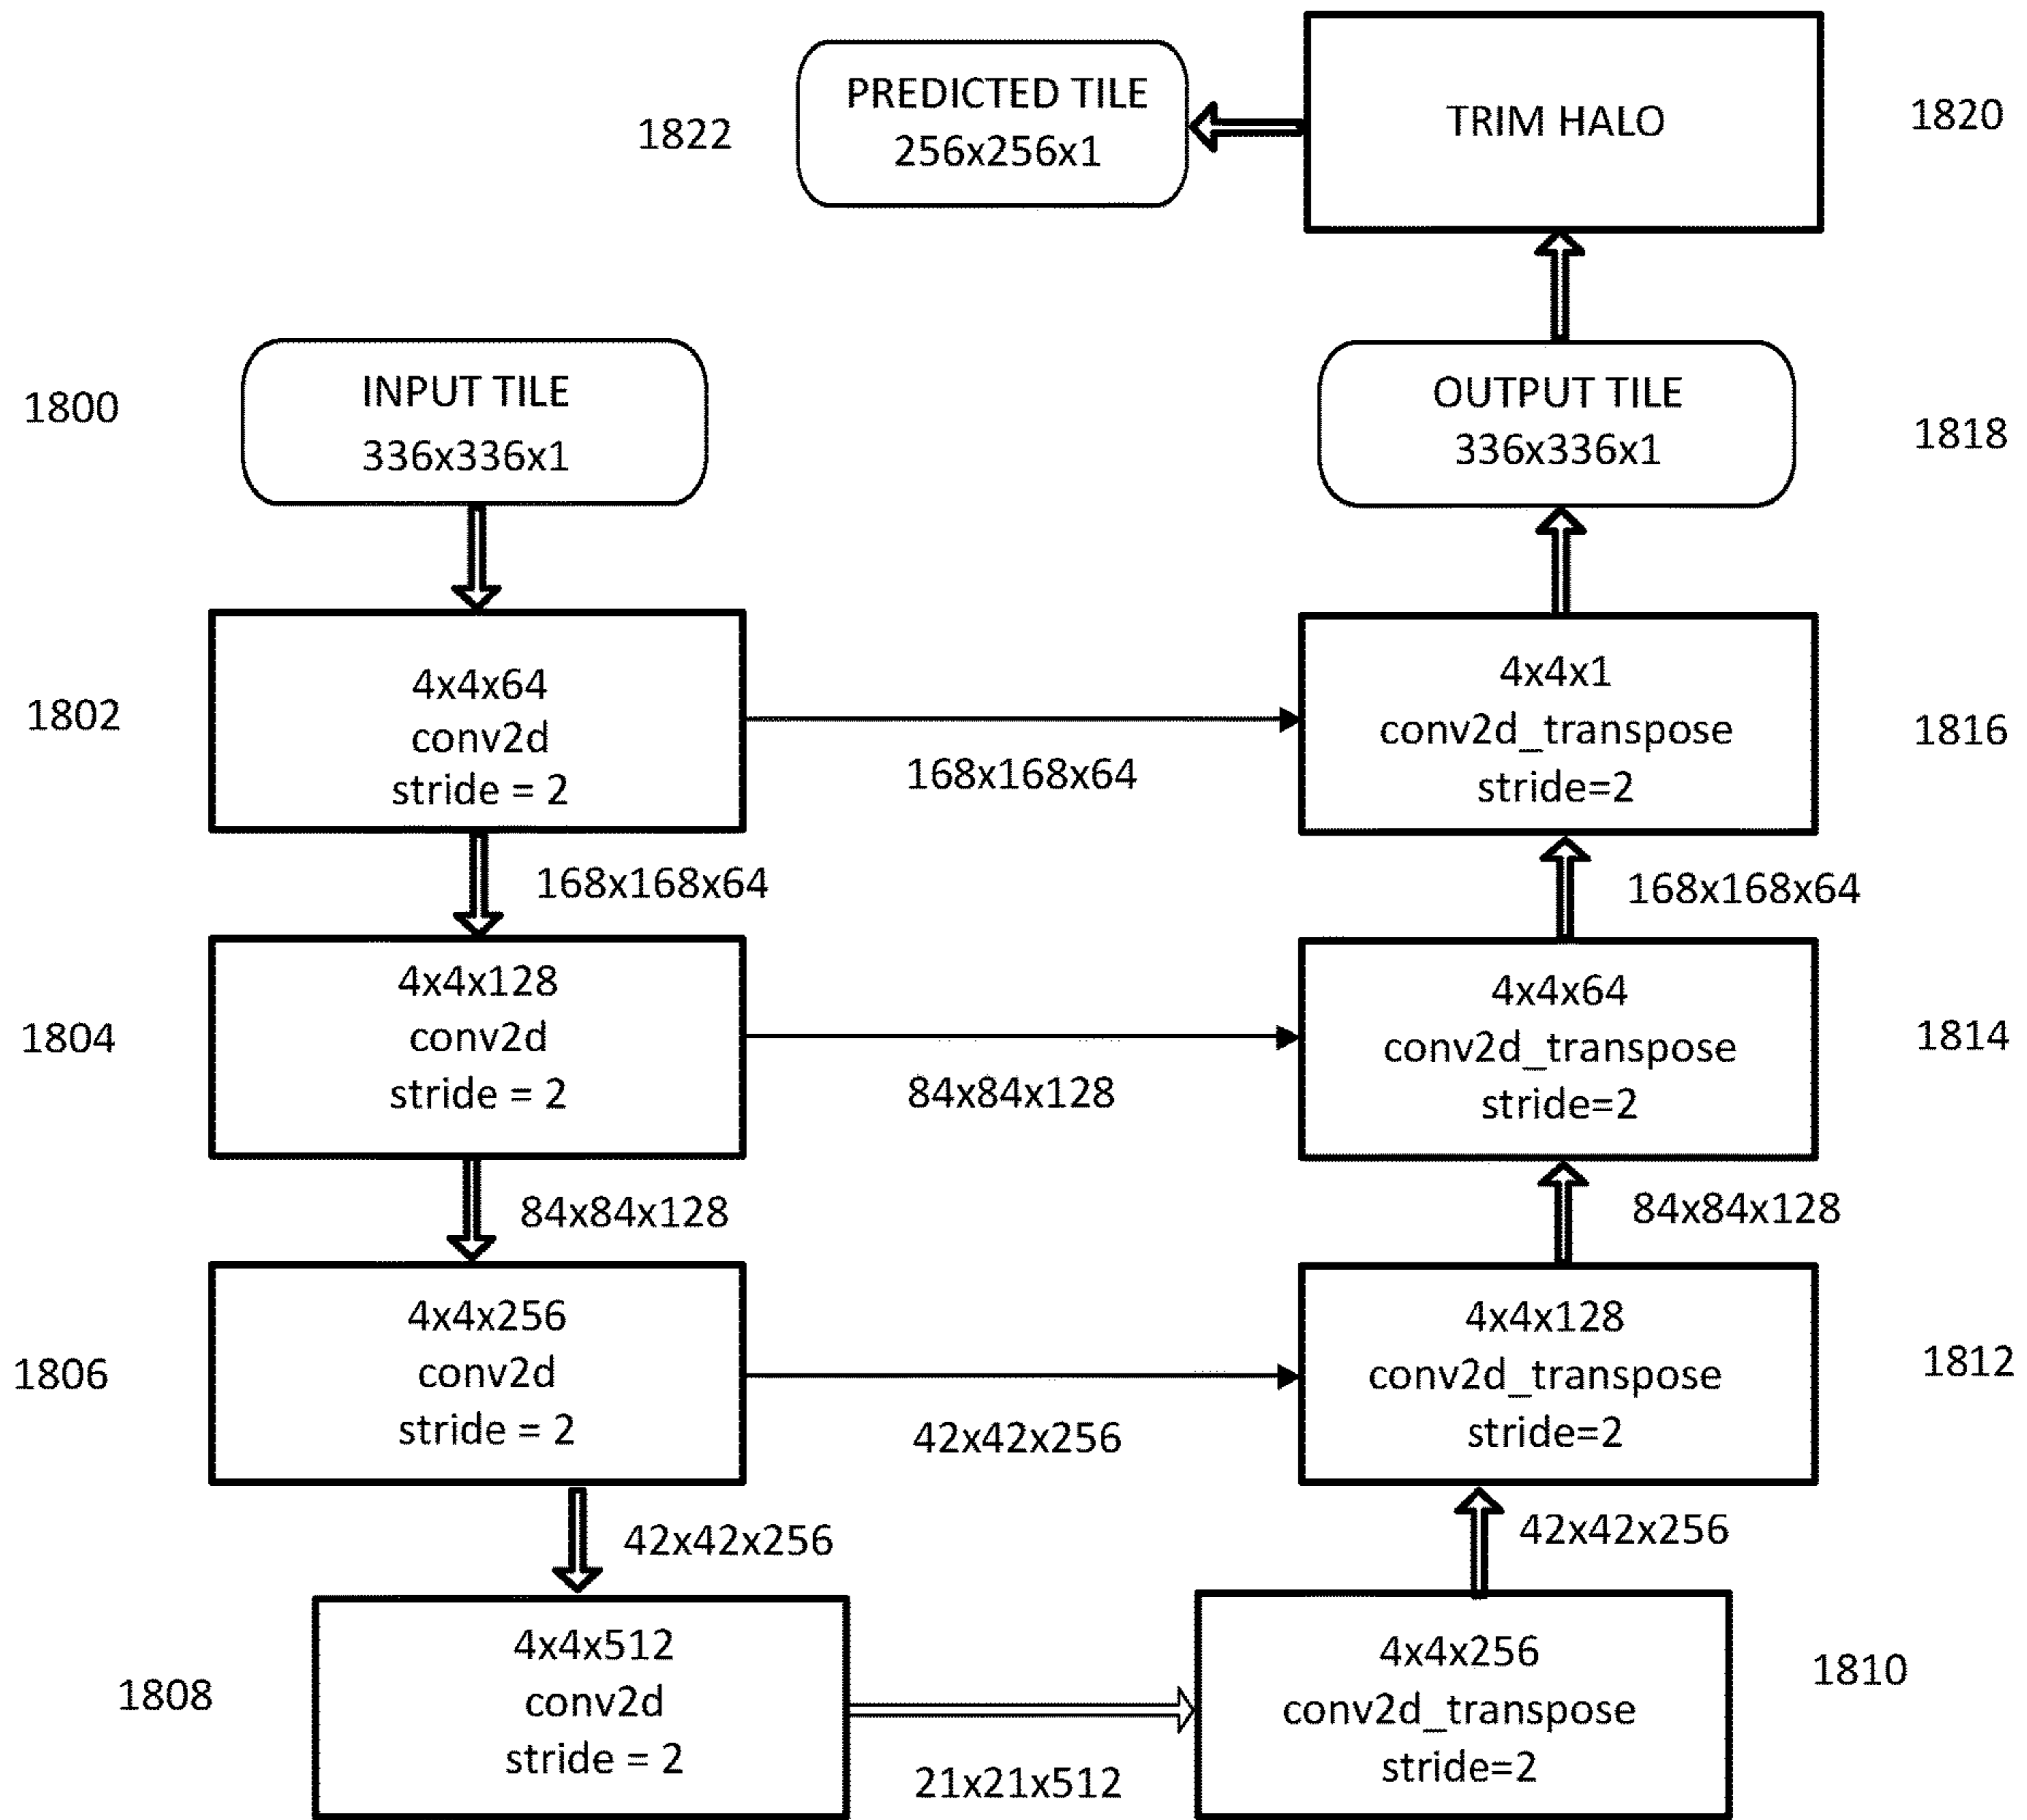 PREDICTED TILE
256x256x1
1822
TRIM HALO
1820
1800
INPUT TILE
336x336x1
OUTPUT TILE
336x336x1
1818
1802
4x4x64
conv2d
stride = 2
168x168x64
4x4x1
conv2d_transpose
stride=2
1816
168x168x64
168x168x64
1804
4x4x128
conv2d
stride = 2
84x84x128
4x4x64
conv2d_transpose
stride=2
1814
84x84x128
84x84x128
1806
4x4x256
conv2d
stride = 2
42x42x256
4x4x128
conv2d_transpose
stride=2
1812
42x42x256
42x42x256
1808
4x4x512
conv2d
stride = 2
21x21x512
4x4x256
conv2d_transpose
stride=2
1810